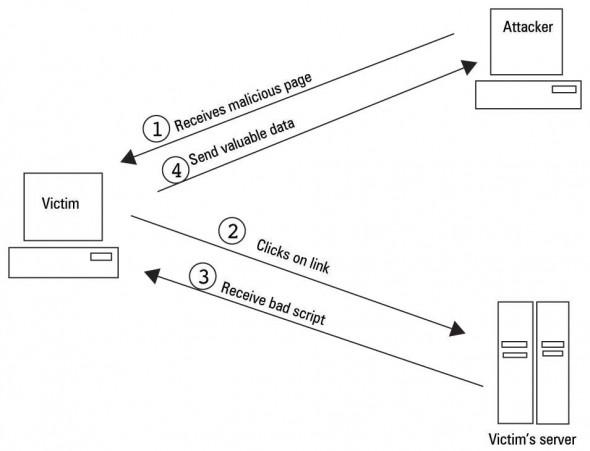 Attacker
1 Receives malicious page
4 Send valuable data
Victim
2 Clicks on link
3 Receive bad script
Victim's server